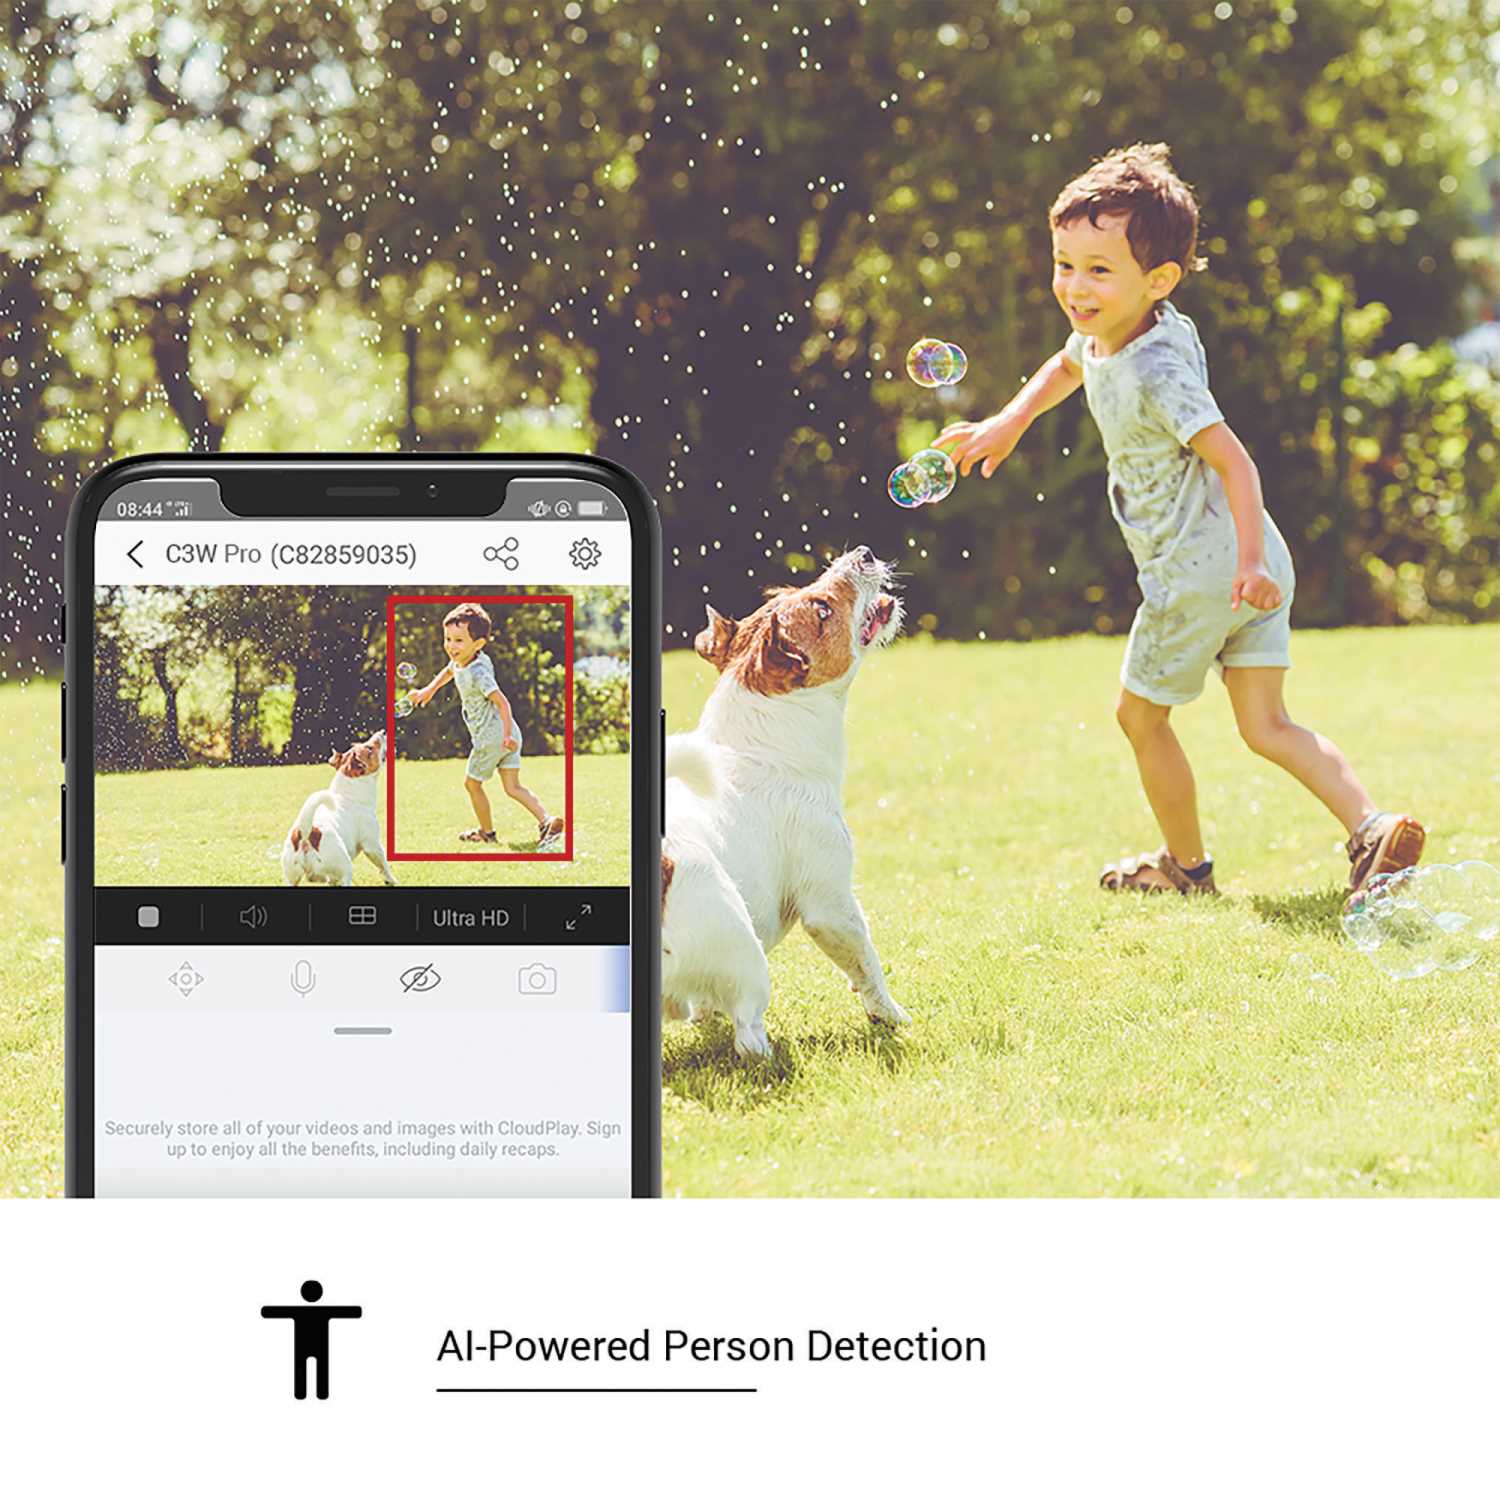 08:44
C3W Pro (C82859035)
Ultra HD
Securely store all of your videos and images with CloudPlay. Sign
up to enjoy all the benefits, including daily recaps.
AI-Powered Person Detection